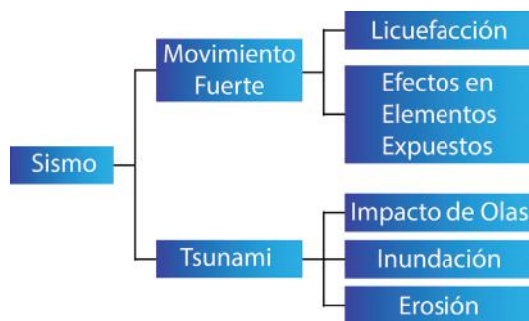 Sismo
Movimiento
Fuerte
Licuefacción
Efectos en
Elementos
Expuestos
Tsunami
Impacto de Olas
Inundación
Erosión